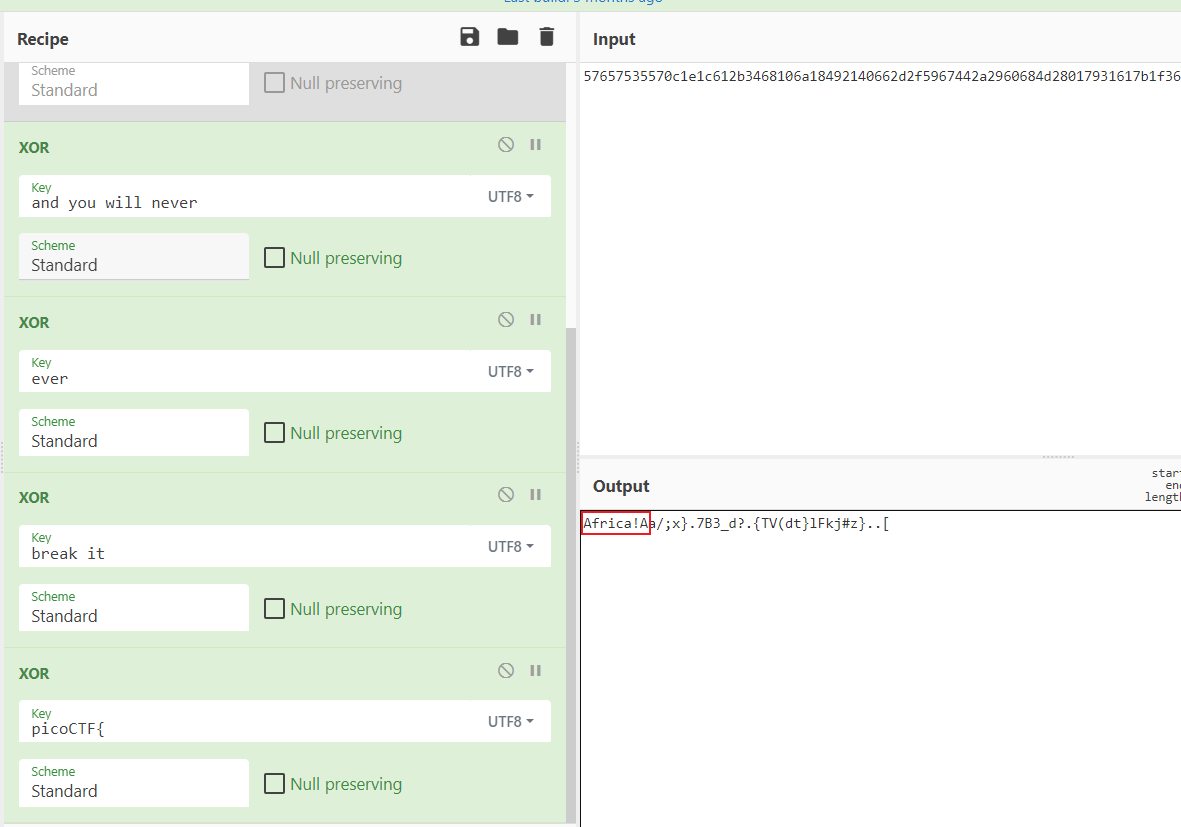 Last build: 3 months ago
Recipe
Scheme
Standard
Null preserving
XOR
Key
and you will never
UTF8
Scheme
Standard
Null preserving
XOR
Key
ever
UTF8
Scheme
Standard
Null preserving
XOR
Key
break it
UTF8
Scheme
Standard
Null preserving
XOR
Key
picoCTF{
UTF8
Scheme
Standard
Null preserving
Input
57657535570c1e1c612b3468106a18492140662d2f5967442a2960684d28017931617b1f36
Output
star
en
length
Africa!Aa/;x}.7B3_d?.{TV(dt}lFkj#z}..[